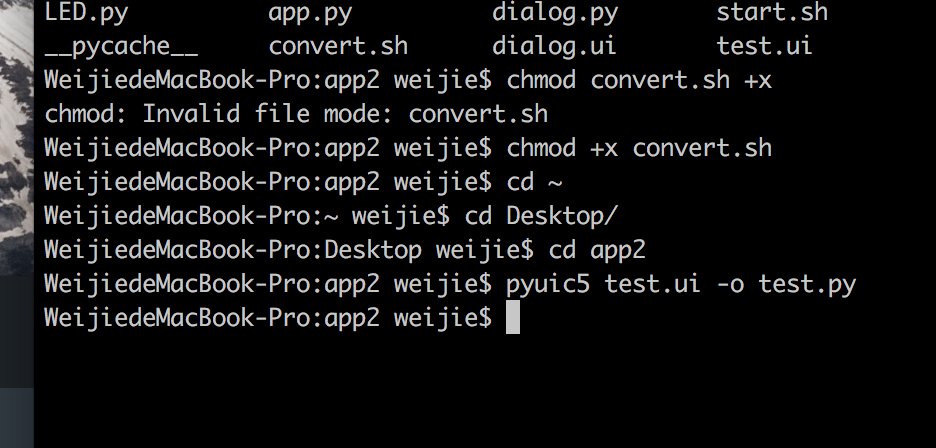 LED.py app.py dialog.py start.sh
__pycache__ convert.sh dialog.ui test.ui
WeijiedeMacBook-Pro:app2 weijie$ chmod convert.sh +x
chmod: Invalid file mode: convert.sh
WeijiedeMacBook-Pro:app2 weijie$ chmod +x convert.sh
WeijiedeMacBook-Pro:app2 weijie$ cd ~
WeijiedeMacBook-Pro:~ weijie$ cd Desktop/
WeijiedeMacBook-Pro:Desktop weijie$ cd app2
WeijiedeMacBook-Pro:app2 weijie$ pyuic5 test.ui -o test.py
WeijiedeMacBook-Pro:app2 weijie$